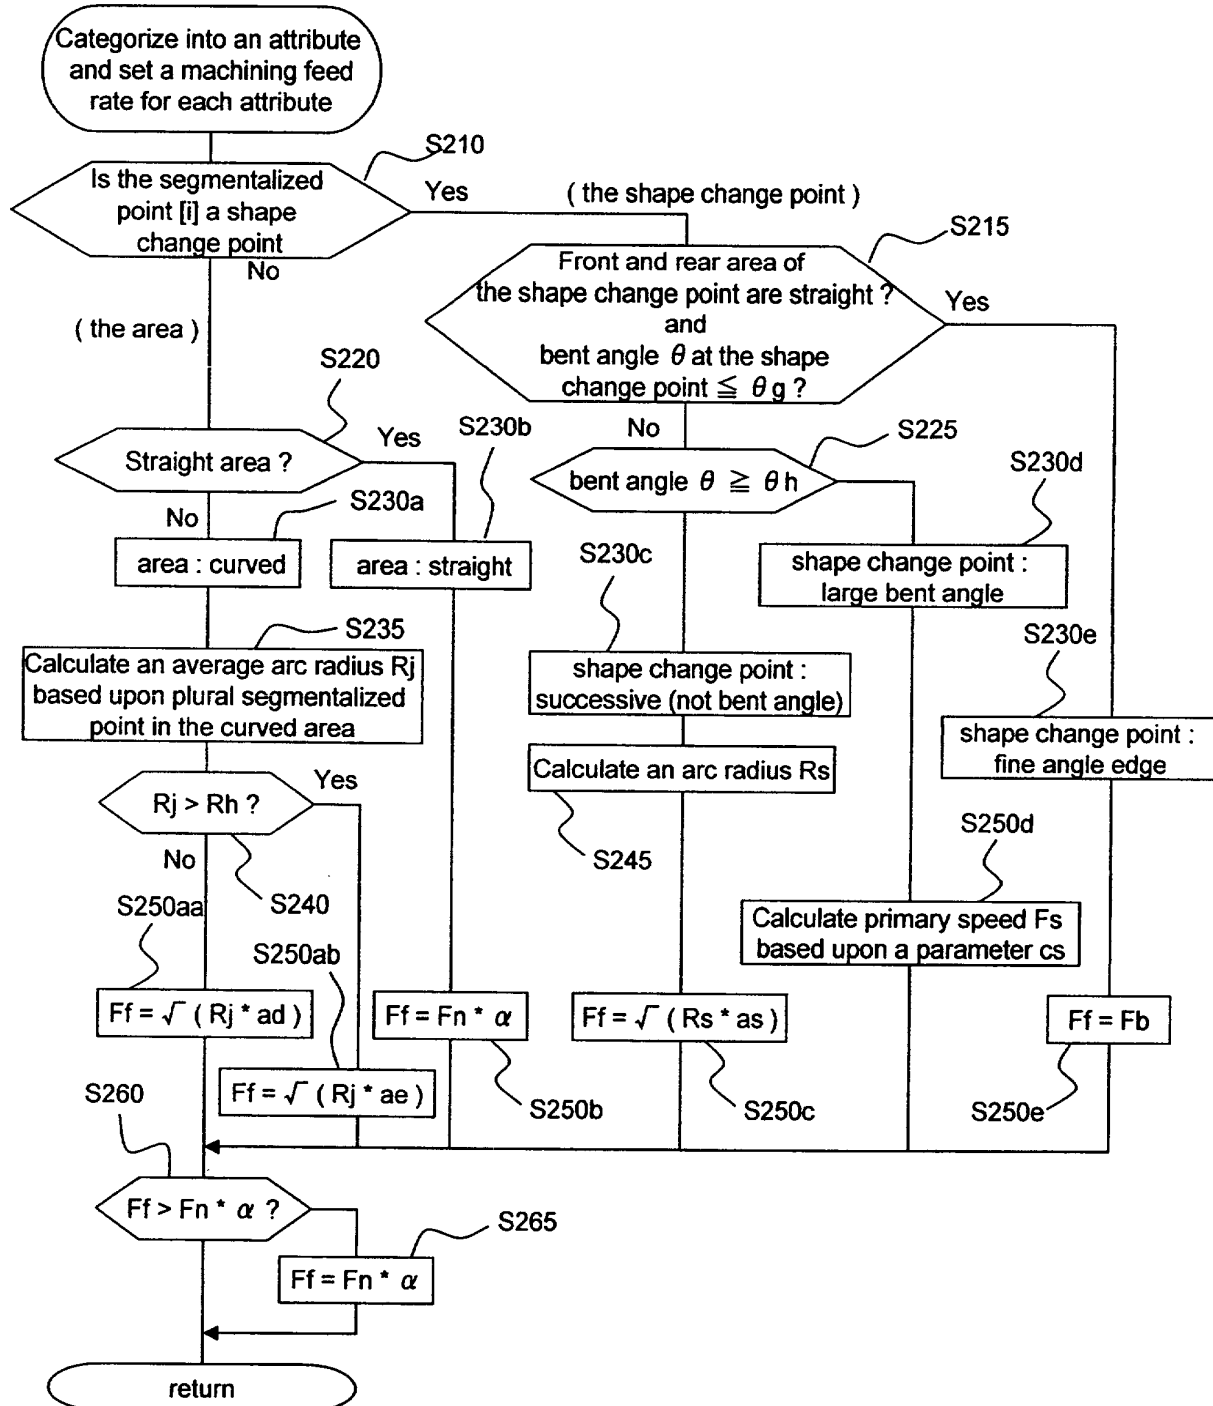 Categorize into an attribute
and set a machining feed
rate for each attribute
S210
Is the segmentalized
point [i] a shape
change point
Yes
( the shape change point )
No
( the area )
S215
Front and rear area of
the shape change point are straight ?
and
bent angle θ at the shape
change point ≦ θg ?
Yes
No
S220
Straight area ?
Yes
No
S230b
S225
bent angle θ ≧ θh
S230d
S230a
area : curved
area : straight
S230c
shape change point :
large bent angle
S235
Calculate an average arc radius Rj
based upon plural segmentalized
point in the curved area
shape change point :
successive (not bent angle)
S230e
shape change point :
fine angle edge
Rj > Rh ?
Yes
No
S240
Calculate an arc radius Rs
S245
S250d
Calculate primary speed Fs
based upon a parameter cs
S250aa
S250ab
Ff = √ ( Rj * ad )
Ff = Fn * α
Ff = √ ( Rs * as )
Ff = Fb
Ff = √ ( Rj * ae )
S250b
S250c
S250e
S260
Ff > Fn * α ?
S265
Ff = Fn * α
return